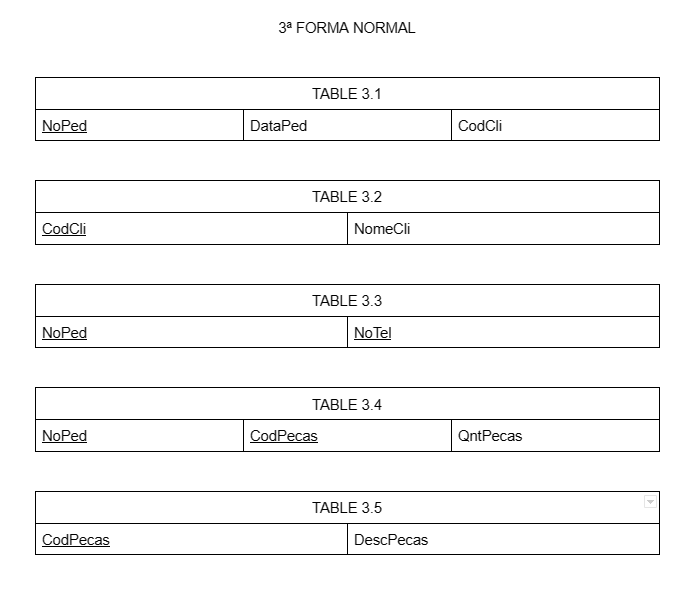 3ª FORMA NORMAL
TABLE 3.1
NoPed DataPed CodCli
TABLE 3.2
CodCli NomeCli
TABLE 3.3
NoPed NoTel
TABLE 3.4
NoPed CodPecas QntPecas
TABLE 3.5
CodPecas DescPecas